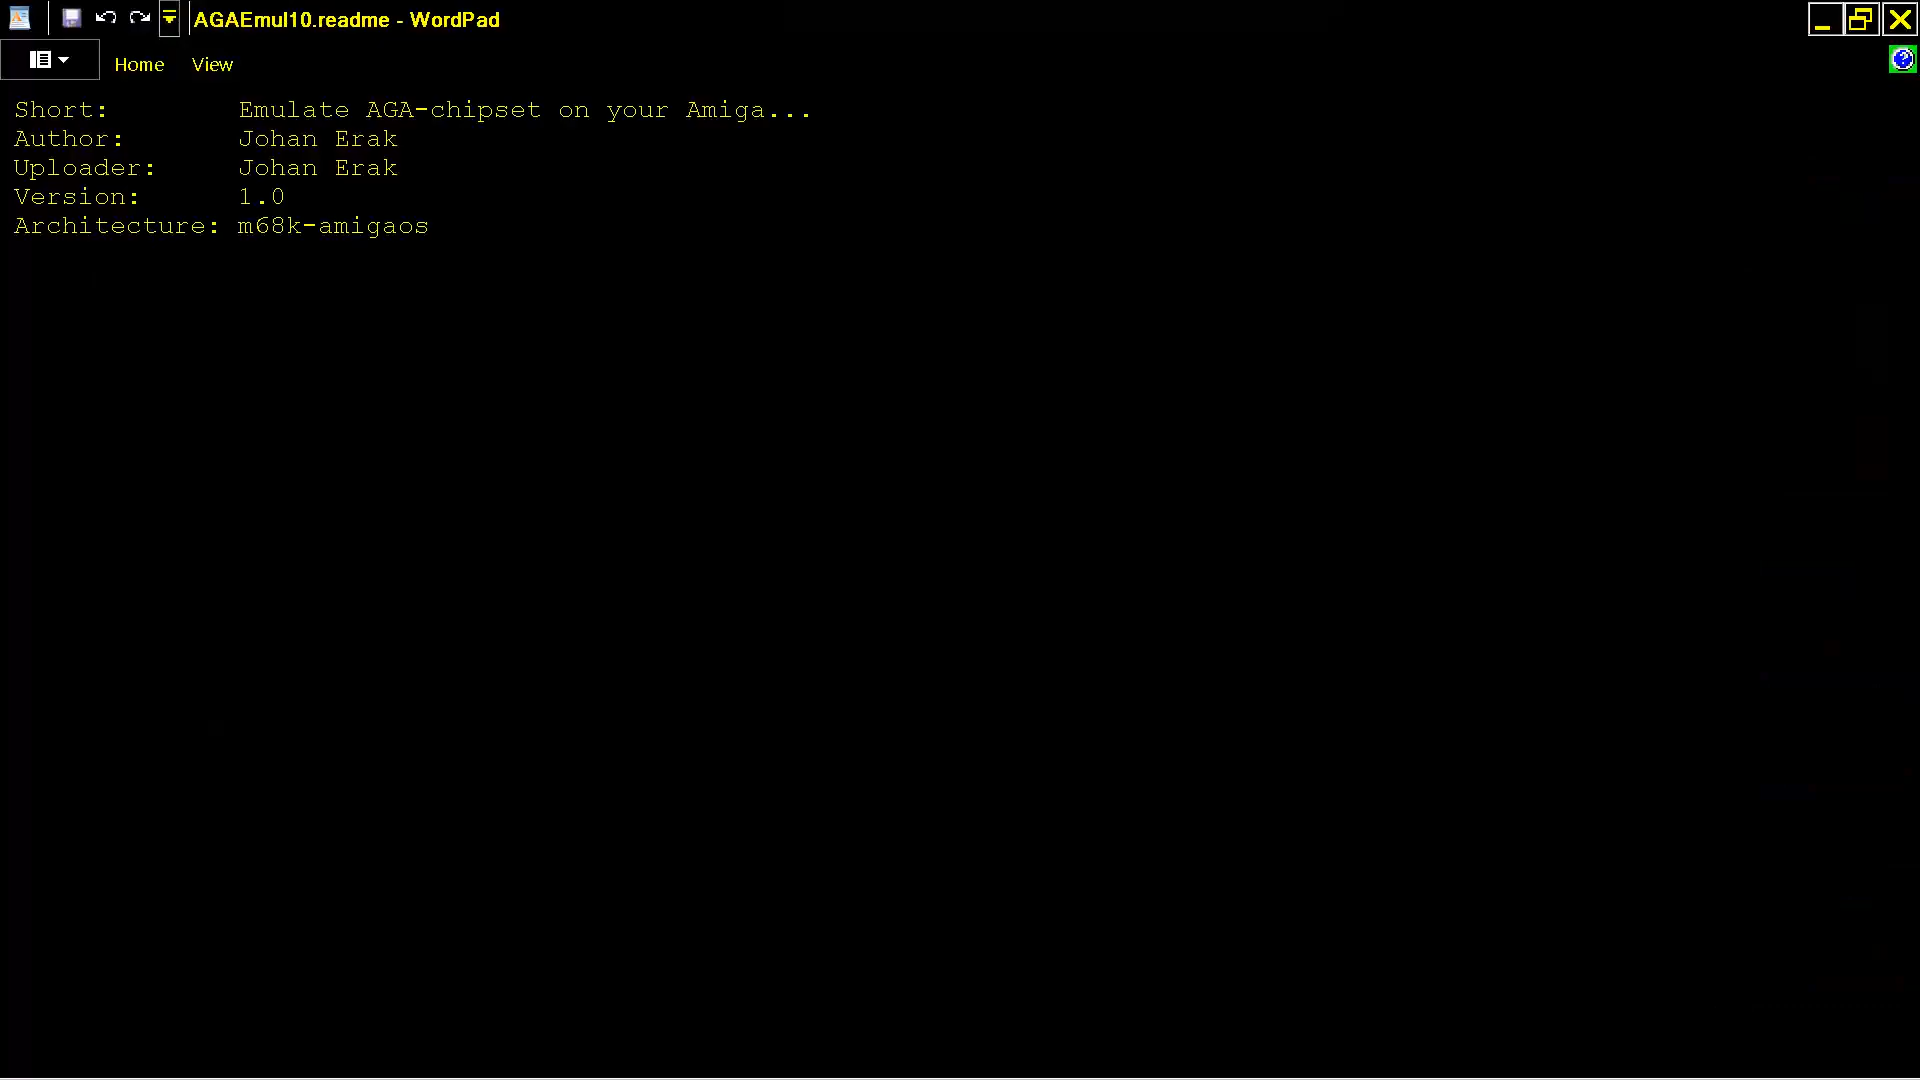 AGAEmul10.readme - WordPad
Home View
Short: Emulate AGA-chipset on your Amiga...
Author: Johan Erak
Uploader: Johan Erak
Version: 1.0
Architecture: m68k-amigaos